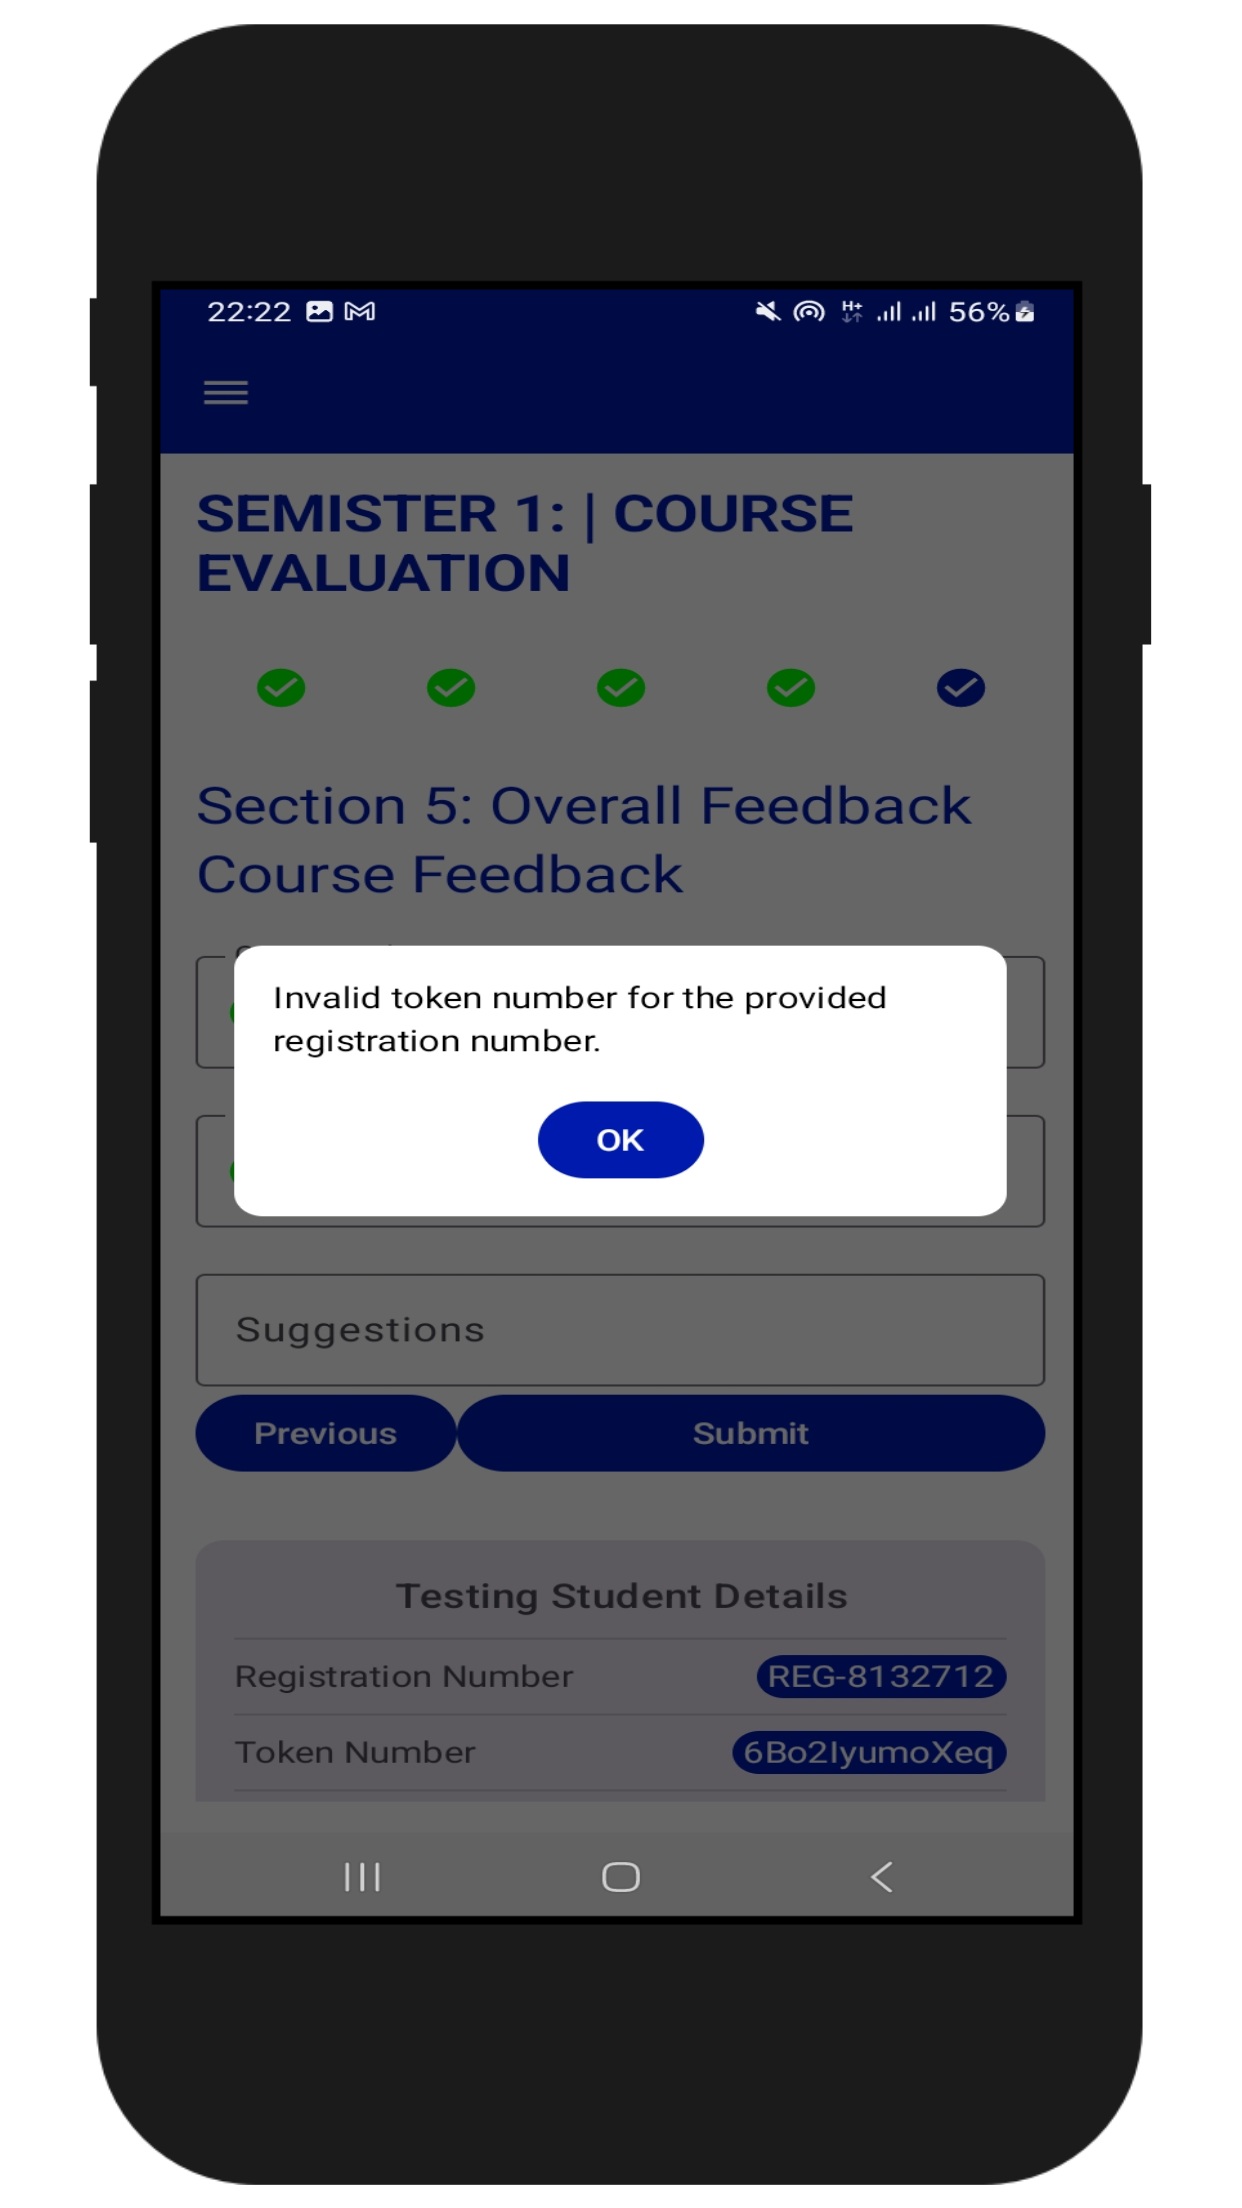 22:22
H+
56%
SEMISTER 1: | COURSE
EVALUATION
Section 5: Overall Feedback
Course Feedback
Invalid token number for the provided
registration number.
OK
Suggestions
Previous
Submit
Testing Student Details
Registration Number
REG-8132712
Token Number
6Bo2IyumoXeq